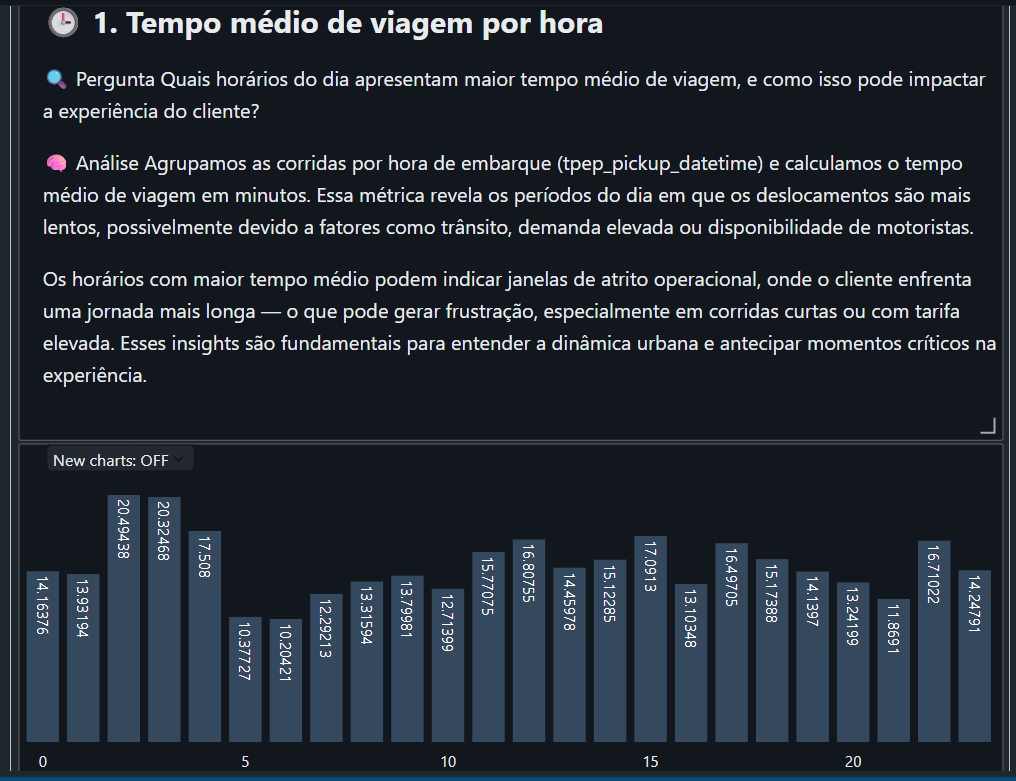 🕒 1. Tempo médio de viagem por hora
🔍 Pergunta Quais horários do dia apresentam maior tempo médio de viagem, e como isso pode impactar
a experiência do cliente?
🧠 Análise Agrupamos as corridas por hora de embarque (tpep_pickup_datetime) e calculamos o tempo
médio de viagem em minutos. Essa métrica revela os períodos do dia em que os deslocamentos são mais
lentos, possivelmente devido a fatores como trânsito, demanda elevada ou disponibilidade de motoristas.
Os horários com maior tempo médio podem indicar janelas de atrito operacional, onde o cliente enfrenta
uma jornada mais longa — o que pode gerar frustração, especialmente em corridas curtas ou com tarifa
elevada. Esses insights são fundamentais para entender a dinâmica urbana e antecipar momentos críticos na
experiência.
New charts: OFF
14.16376
13.93194
20.49438
20.32468
17.508
10.37727
10.20421
12.29213
13.31594
13.79981
12.71399
15.77075
16.80755
14.45978
15.12285
17.0913
13.10348
16.49705
15.17388
14.1397
13.24199
11.8691
16.71022
14.24791
0
5
10
15
20